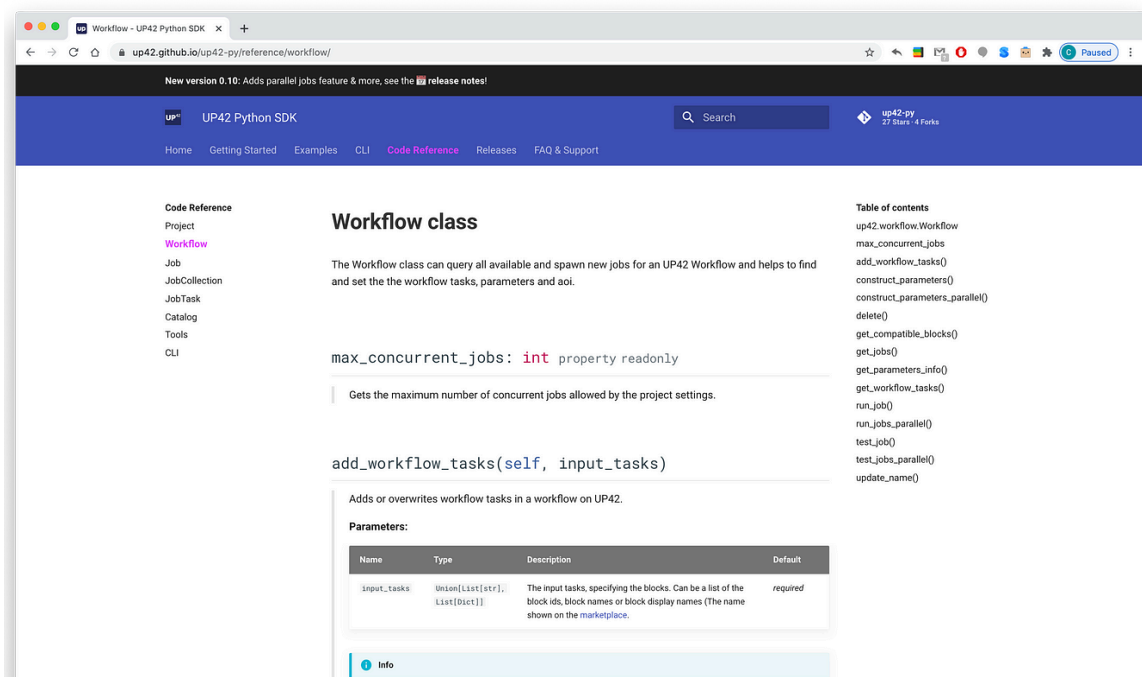 Workflow - UP42 Python SDK
up42.github.io/up42-py/reference/workflow/
Paused
New version 0.10: Adds parallel jobs feature & more, see the 📅 release notes!
UP42
UP42 Python SDK
Search
up42-py
27 Stars · 4 Forks
Home Getting Started Examples CLI Code Reference Releases FAQ & Support
Code Reference
Project
Workflow
Job
JobCollection
JobTask
Catalog
Tools
CLI
Workflow class
The Workflow class can query all available and spawn new jobs for an UP42 Workflow and helps to find
and set the the workflow tasks, parameters and aoi.
max_concurrent_jobs: int property readonly
Gets the maximum number of concurrent jobs allowed by the project settings.
add_workflow_tasks(self, input_tasks)
Adds or overwrites workflow tasks in a workflow on UP42.
Parameters:
Name Type Description Default
input_tasks Union[List[str], The input tasks, specifying the blocks. Can be a list of the required
List[Dict]] block ids, block names or block display names (The name
shown on the marketplace.
Info
Table of contents
up42.workflow.Workflow
max_concurrent_jobs
add_workflow_tasks()
construct_parameters()
construct_parameters_parallel()
delete()
get_compatible_blocks()
get_jobs()
get_parameters_info()
get_workflow_tasks()
run_job()
run_jobs_parallel()
test_job()
test_jobs_parallel()
update_name()